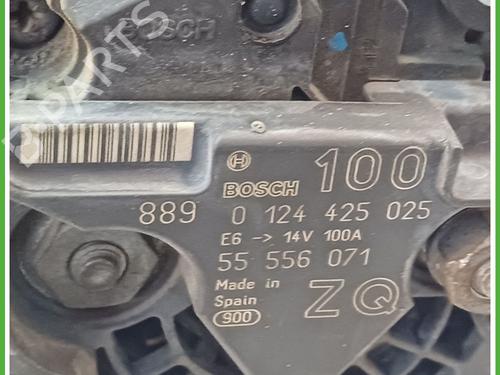 BOSCH
BOSCH 100
889 0 124 425 025
E6 -> 14V 100A
55 556 071
Made in
Spain
ZQ
900
B-PARTS